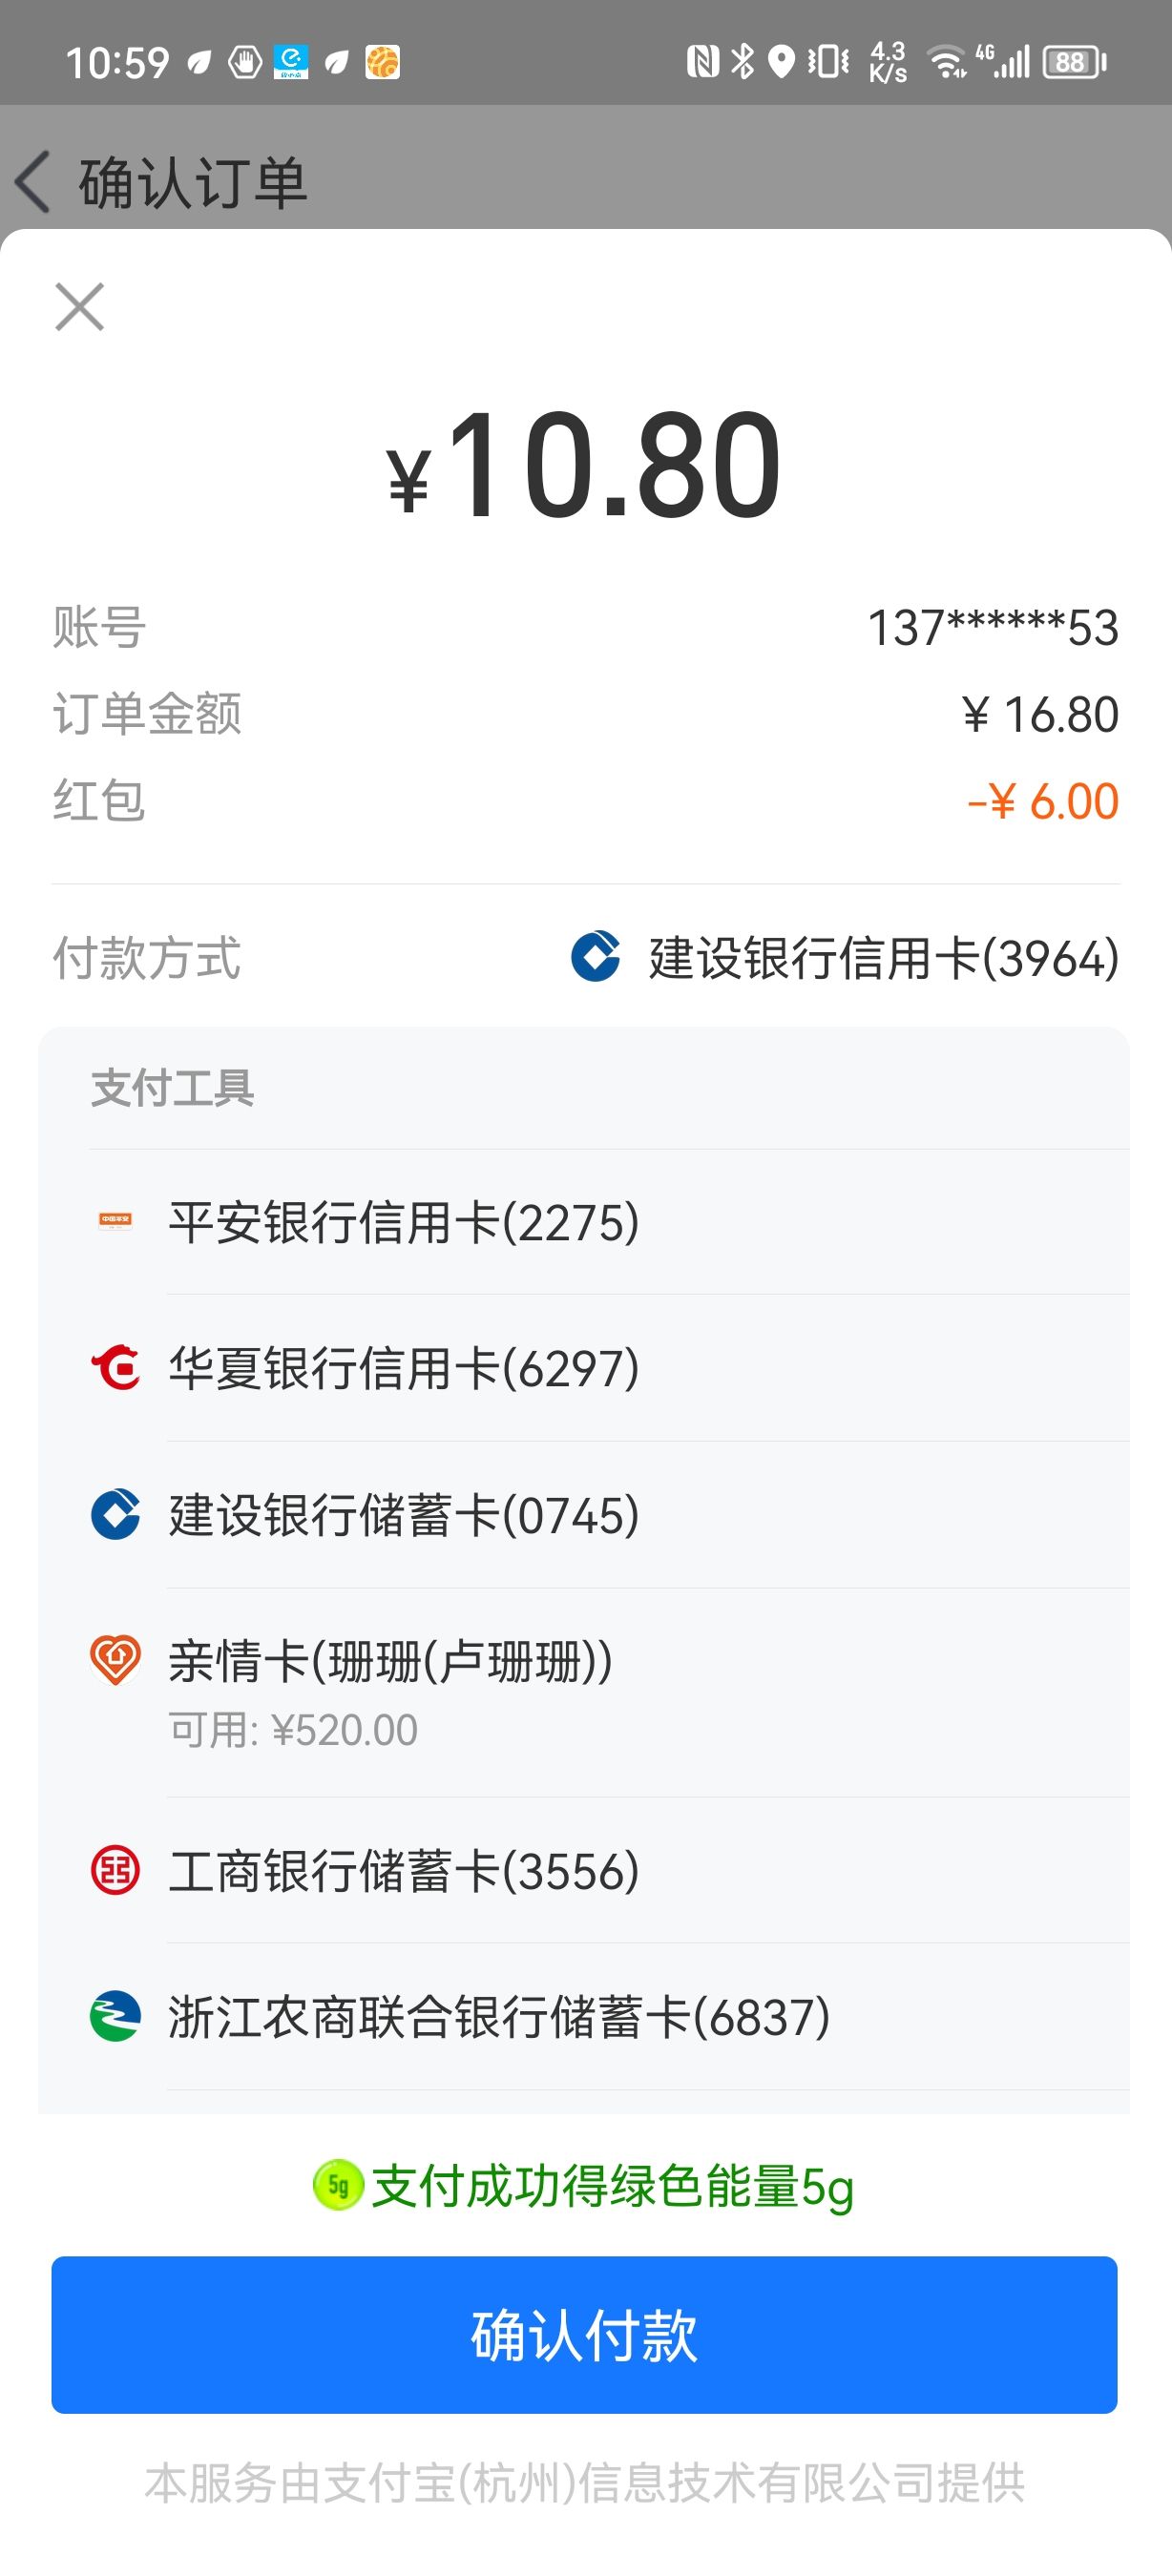 10:59
4.3 K/s
4G
88
确认订单
¥10.80
账号 137******53
订单金额 ¥ 16.80
红包 -¥ 6.00
付款方式 建设银行信用卡(3964)
支付工具
平安银行信用卡(2275)
华夏银行信用卡(6297)
建设银行储蓄卡(0745)
亲情卡(珊珊(卢珊珊))
可用: ¥520.00
工商银行储蓄卡(3556)
浙江农商联合银行储蓄卡(6837)
5g 支付成功得绿色能量5g
确认付款
本服务由支付宝(杭州)信息技术有限公司提供